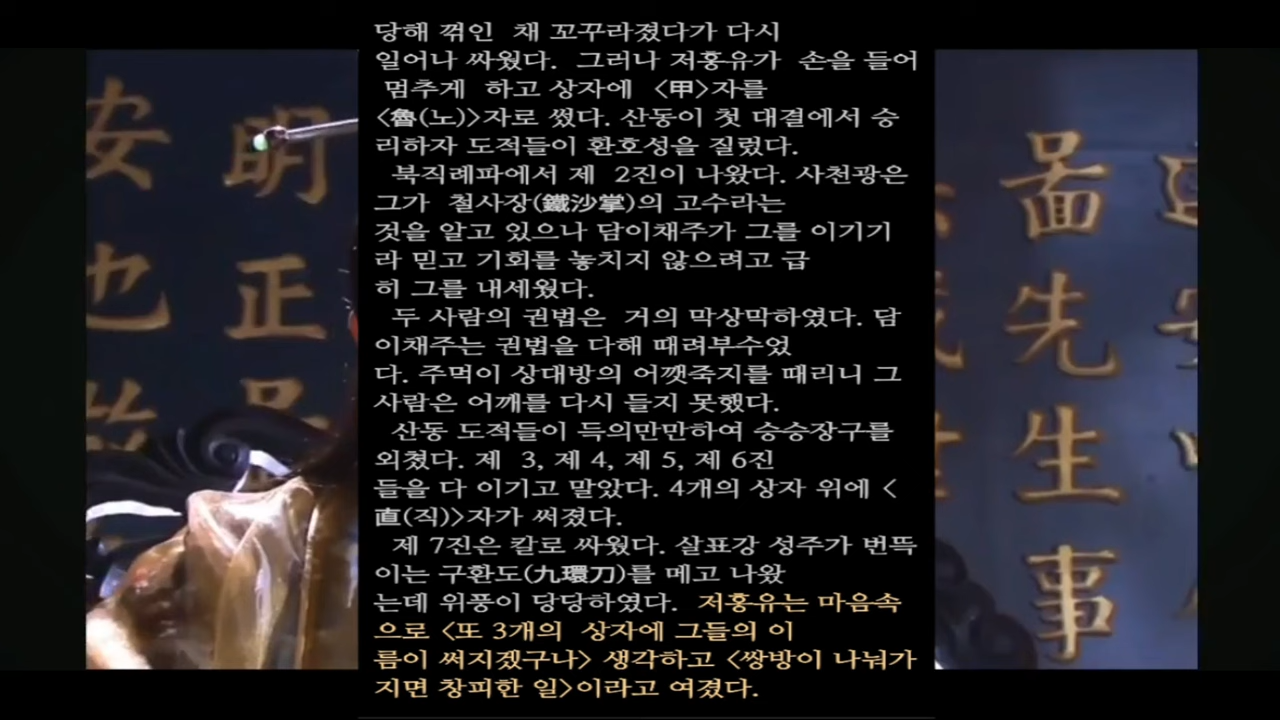 당해 꺾인 채 꼬꾸라졌다가 다시
일어나 싸웠다. 그러나 저홍유가 손을 들어
멈추게 하고 상자에 〈甲〉자를
〈魯(노)〉자로 썼다. 산동이 첫 대결에서 승
리하자 도적들이 환호성을 질렀다.
북직례파에서 제 2진이 나왔다. 사천광은
그가 철사장(鐵沙掌)의 고수라는
것을 알고 있으나 담이채주가 그를 이기기
라 믿고 기회를 놓치지 않으려고 급
히 그를 내세웠다.
두 사람의 권법은 거의 막상막하였다. 담
이채주는 권법을 다해 때려부수었
다. 주먹이 상대방의 어깻죽지를 때리니 그
사람은 어깨를 다시 들지 못했다.
산동 도적들이 득의만만하여 승승장구를
외쳤다. 제 3, 제 4, 제 5, 제 6진
들을 다 이기고 말았다. 4개의 상자 위에 〈
直(직)〉자가 써졌다.
제 7진은 칼로 싸웠다. 살표강 성주가 번뜩
이는 구환도(九環刀)를 메고 나왔
는데 위풍이 당당하였다. 저홍유는 마음속
으로 〈또 3개의 상자에 그들의 이
름이 써지겠구나〉 생각하고 〈쌍방이 나눠가
지면 창피한 일〉이라고 여겼다.
安也
明正
先生事